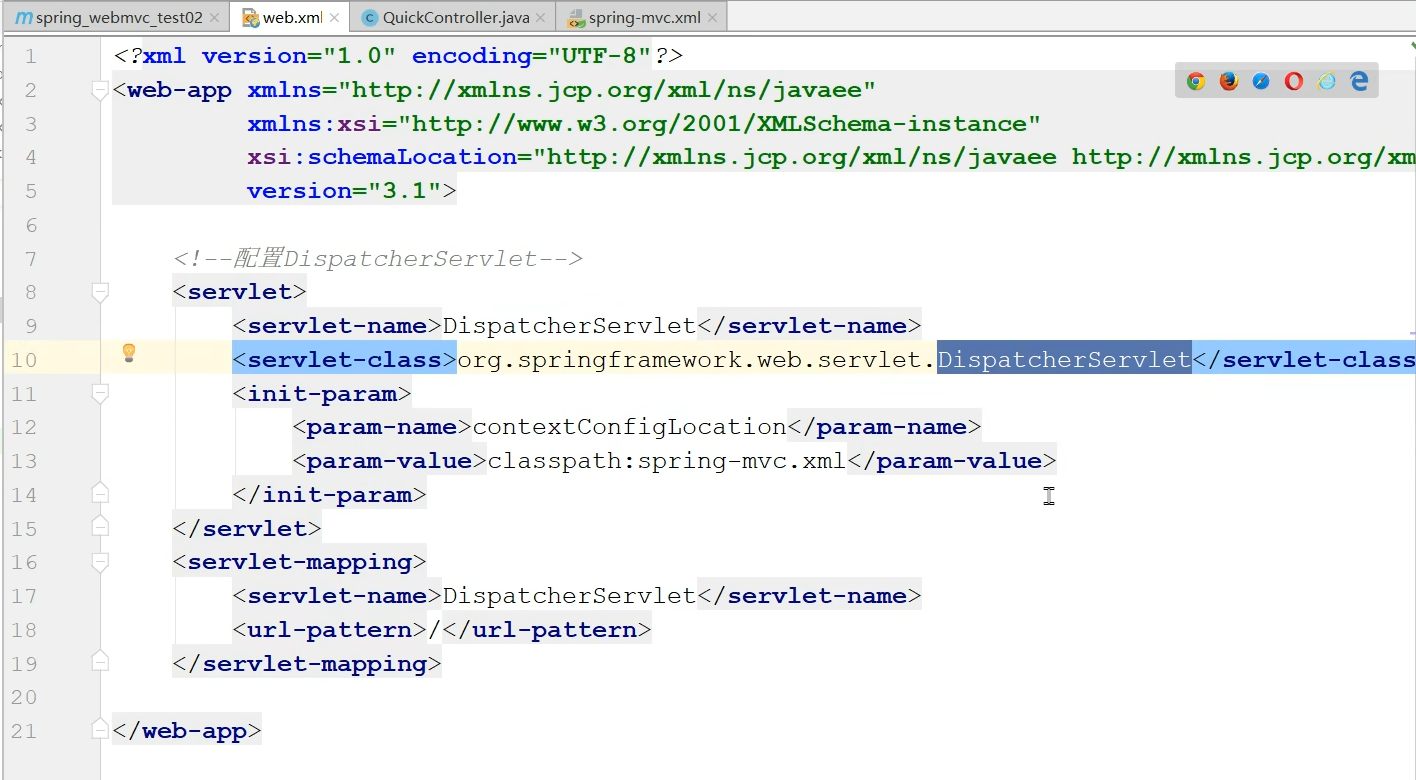 spring_webmvc_test02
web.xml
QuickController.java
spring-mvc.xml
1 <?xml version="1.0" encoding="UTF-8"?>
2 <web-app xmlns="http://xmlns.jcp.org/xml/ns/javaee"
3 xmlns:xsi="http://www.w3.org/2001/XMLSchema-instance"
4 xsi:schemaLocation="http://xmlns.jcp.org/xml/ns/javaee http://xmlns.jcp.org/xm
5 version="3.1">
6
7 <!--配置DispatcherServlet-->
8 <servlet>
9 <servlet-name>DispatcherServlet</servlet-name>
10 <servlet-class>org.springframework.web.servlet.DispatcherServlet</servlet-class
11 <init-param>
12 <param-name>contextConfigLocation</param-name>
13 <param-value>classpath:spring-mvc.xml</param-value>
14 </init-param>
15 </servlet>
16 <servlet-mapping>
17 <servlet-name>DispatcherServlet</servlet-name>
18 <url-pattern>/</url-pattern>
19 </servlet-mapping>
20
21 </web-app>